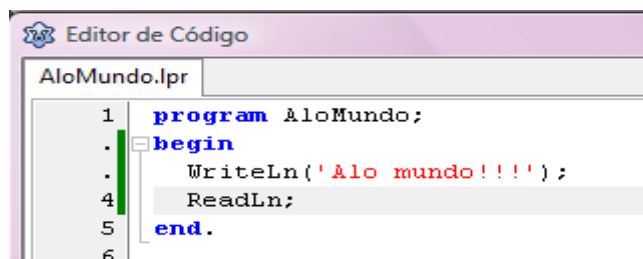 Editor de Código
AloMundo.lpr
1 program AloMundo;
. begin
. WriteLn('Alo mundo!!!');
4 ReadLn;
5 end.
6